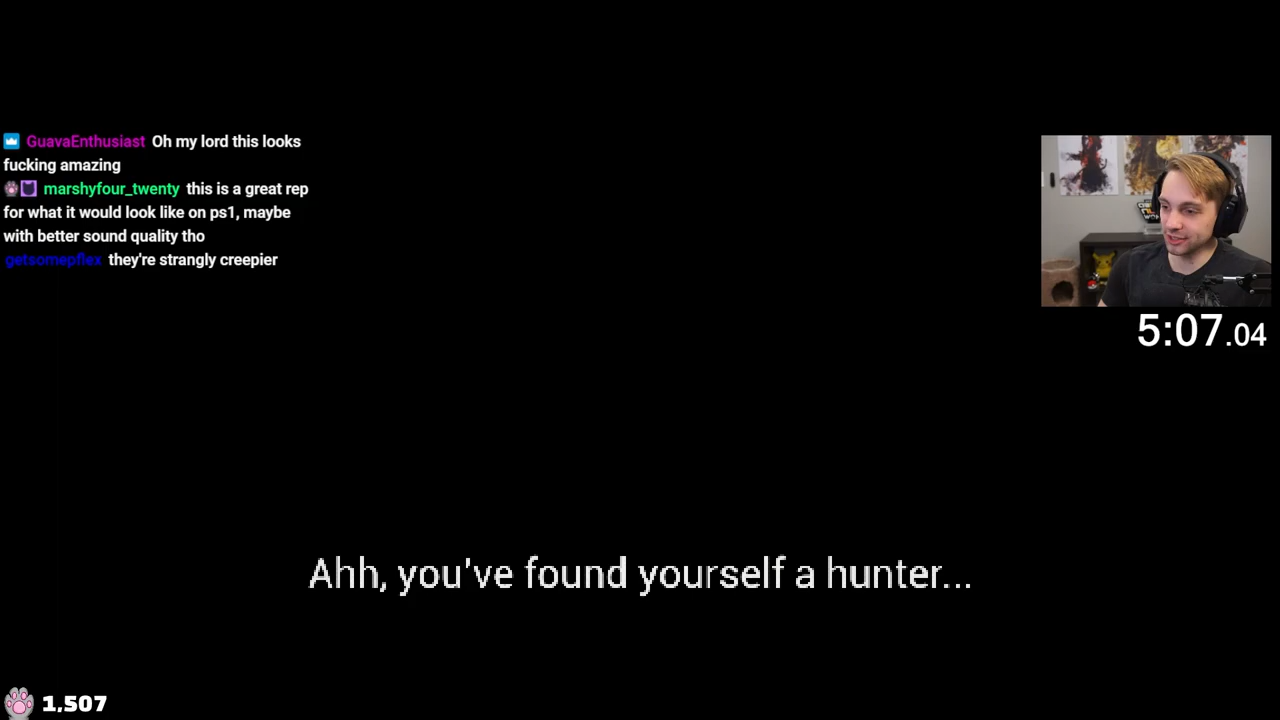 GuavaEnthusiast Oh my lord this looks
fucking amazing
marshyfour_twenty this is a great rep
for what it would look like on ps1, maybe
with better sound quality tho
getsomepflex they're strangly creepier
5:07.04
Ahh, you've found yourself a hunter...
1,507